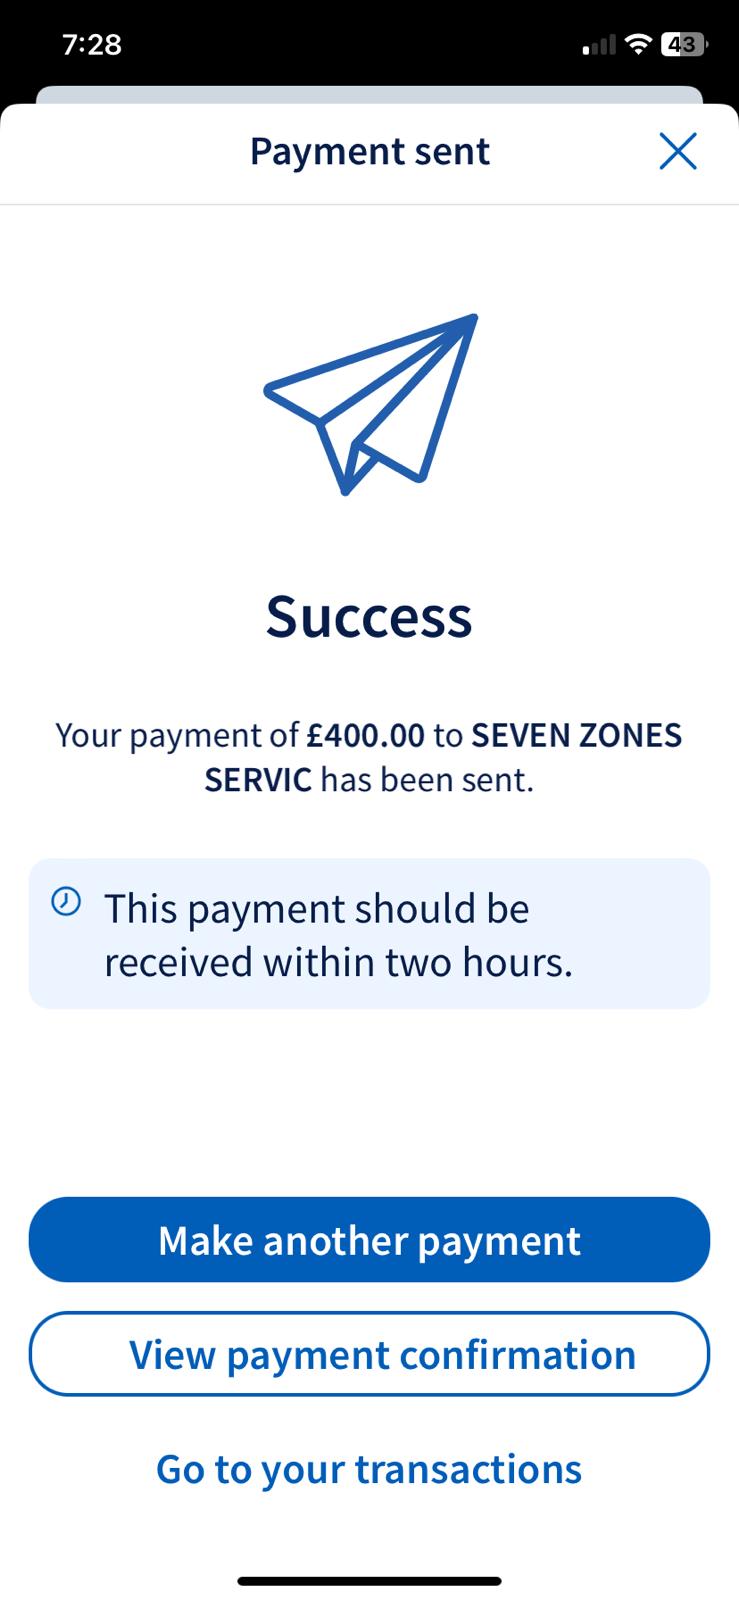 7:28
43
Payment sent
Success
Your payment of £400.00 to SEVEN ZONES
SERVIC has been sent.
This payment should be
received within two hours.
Make another payment
View payment confirmation
Go to your transactions